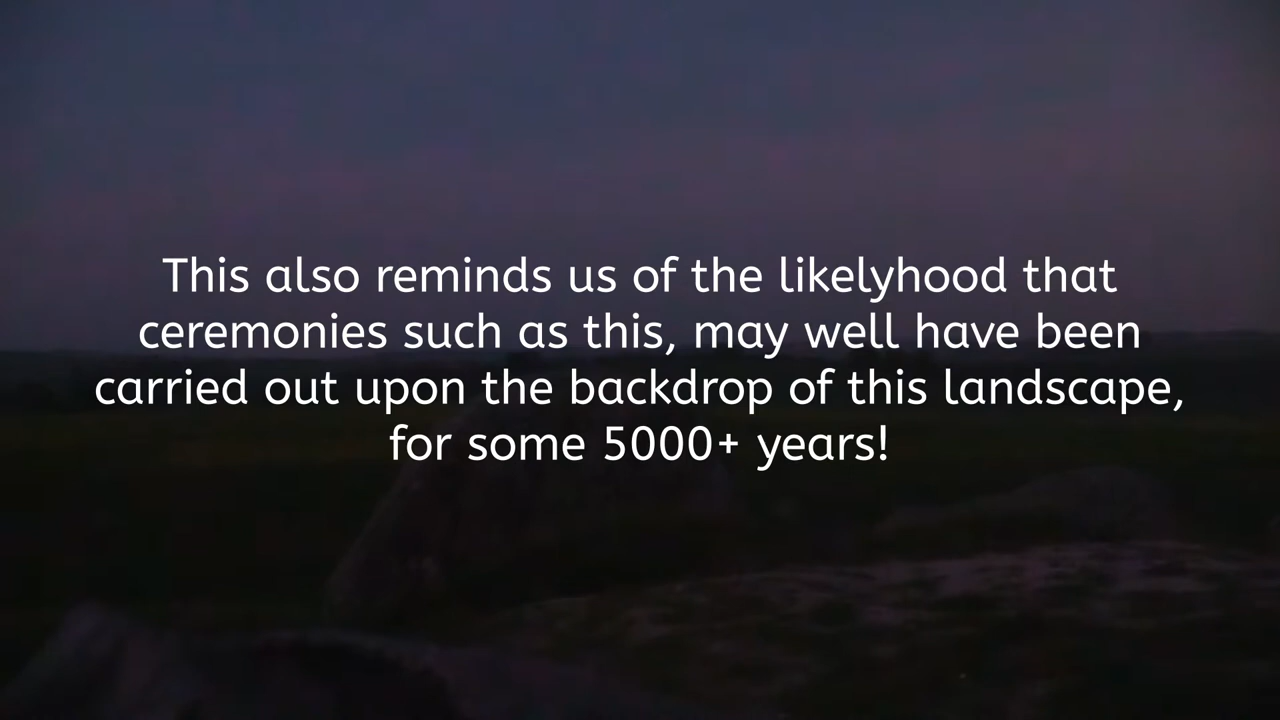 This also reminds us of the likelyhood that
ceremonies such as this, may well have been
carried out upon the backdrop of this landscape,
for some 5000+ years!